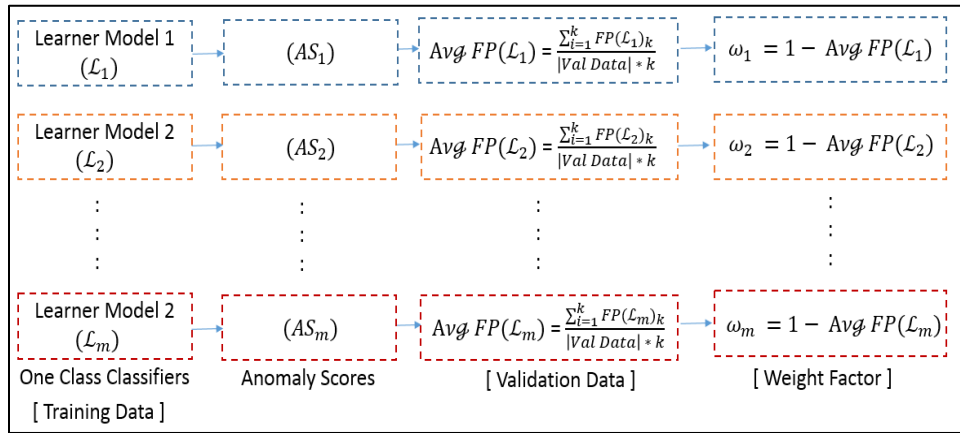 Learner Model 1
(ℒ₁)
(AS₁)
Avg FP(ℒ₁) = ∑ᵢ₌₁ᵏ FP(ℒ₁)ₖ / |Val Data| * k
ω₁ = 1 − Avg FP(ℒ₁)
Learner Model 2
(ℒ₂)
(AS₂)
Avg FP(ℒ₂) = ∑ᵢ₌₁ᵏ FP(ℒ₂)ₖ / |Val Data| * k
ω₂ = 1 − Avg FP(ℒ₂)
Learner Model 2
(ℒₘ)
(ASₘ)
Avg FP(ℒₘ) = ∑ᵢ₌₁ᵏ FP(ℒₘ)ₖ / |Val Data| * k
ωₘ = 1 − Avg FP(ℒₘ)
One Class Classifiers
[ Training Data ]
Anomaly Scores
[ Validation Data ]
[ Weight Factor ]